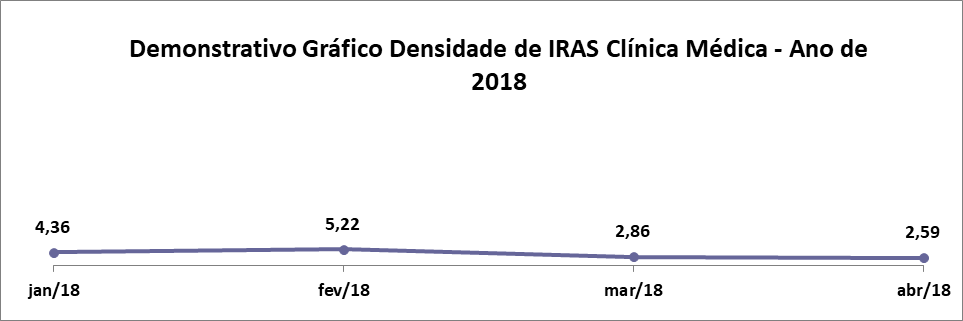 Demonstrativo Gráfico Densidade de IRAS Clínica Médica - Ano de
2018
4,36
5,22
2,86
2,59
jan/18
fev/18
mar/18
abr/18